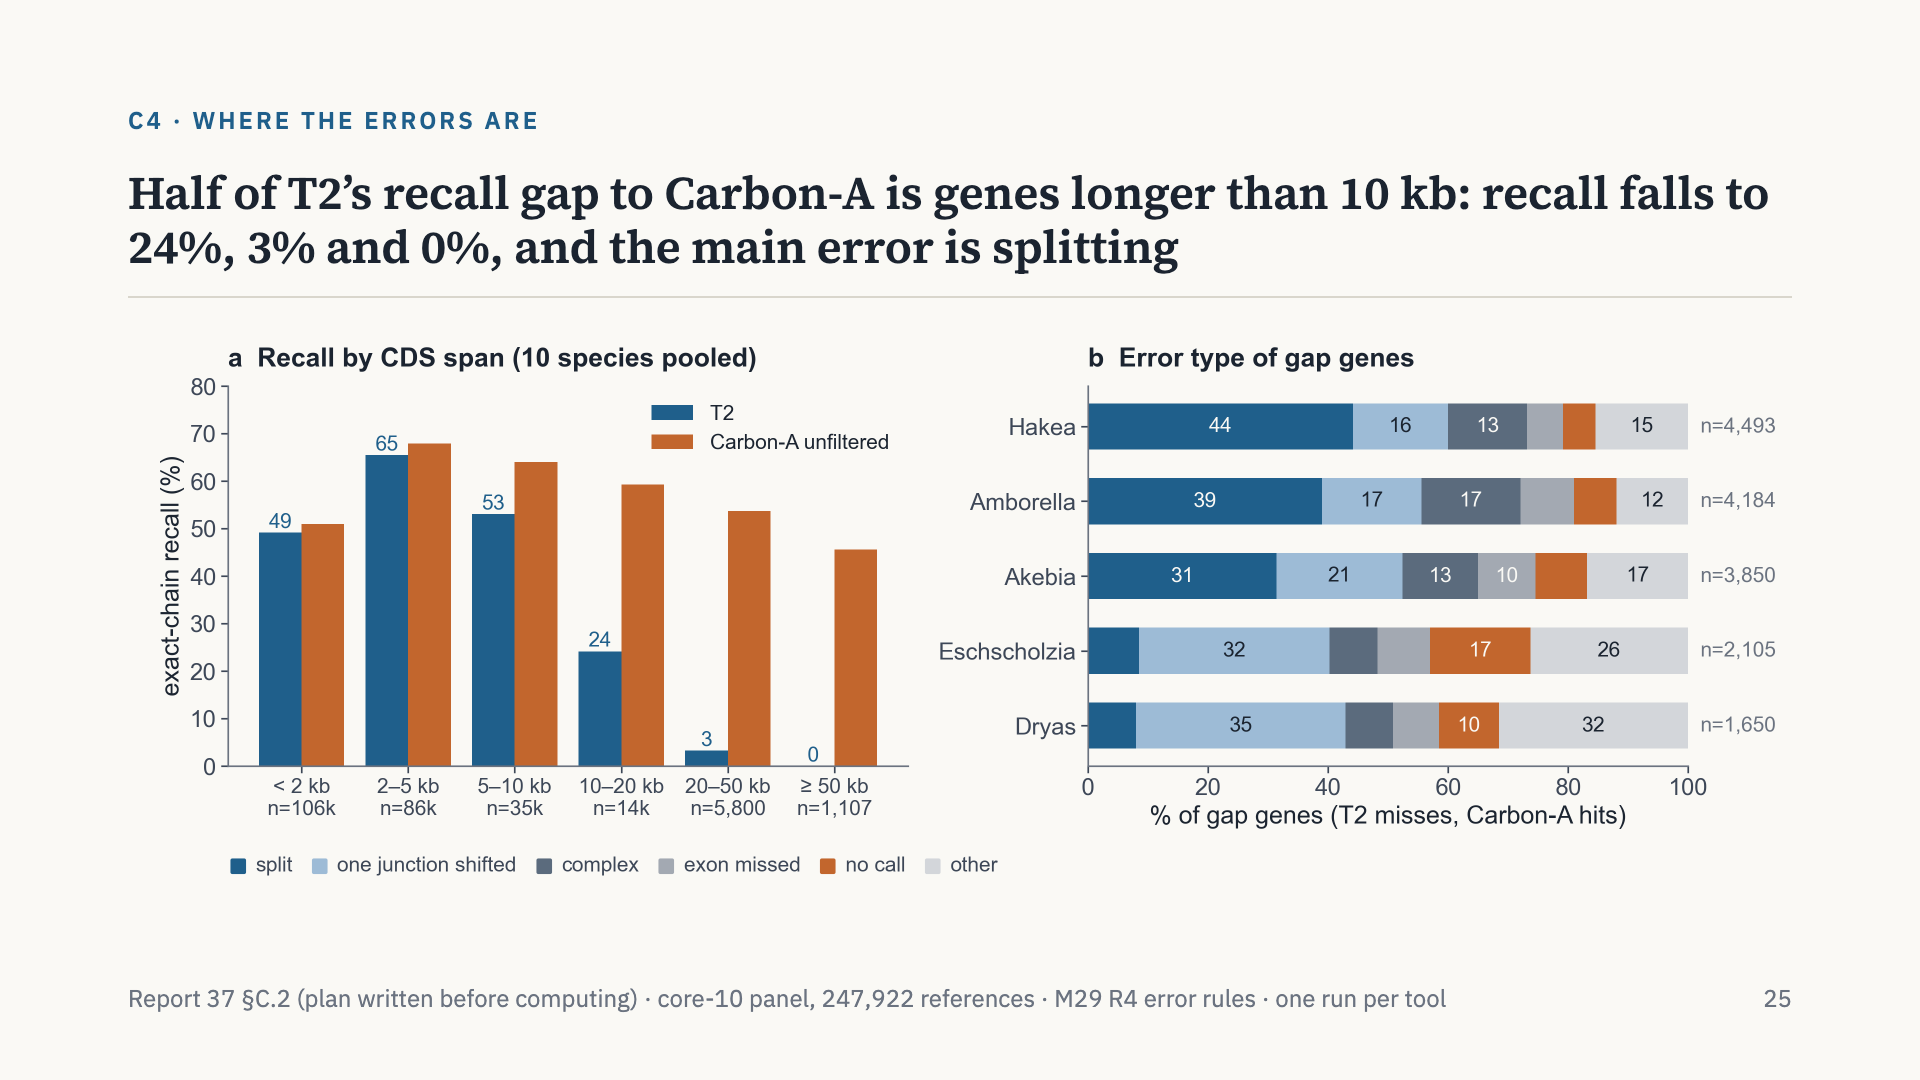 C4 · WHERE THE ERRORS ARE
Half of T2’s recall gap to Carbon-A is genes longer than 10 kb: recall falls to
24%, 3% and 0%, and the main error is splitting
a Recall by CDS span (10 species pooled)
exact-chain recall (%)
80
70
60
50
40
30
20
10
0
T2
Carbon-A unfiltered
49
65
53
24
3
0
< 2 kb 2–5 kb 5–10 kb 10–20 kb 20–50 kb ≥ 50 kb
n=106k n=86k n=35k n=14k n=5,800 n=1,107
b Error type of gap genes
Hakea 44 16 13 15 n=4,493
Amborella 39 17 17 12 n=4,184
Akebia 31 21 13 10 17 n=3,850
Eschscholzia 32 17 26 n=2,105
Dryas 35 10 32 n=1,650
0 20 40 60 80 100
% of gap genes (T2 misses, Carbon-A hits)
split one junction shifted complex exon missed no call other
Report 37 §C.2 (plan written before computing) · core-10 panel, 247,922 references · M29 R4 error rules · one run per tool
25